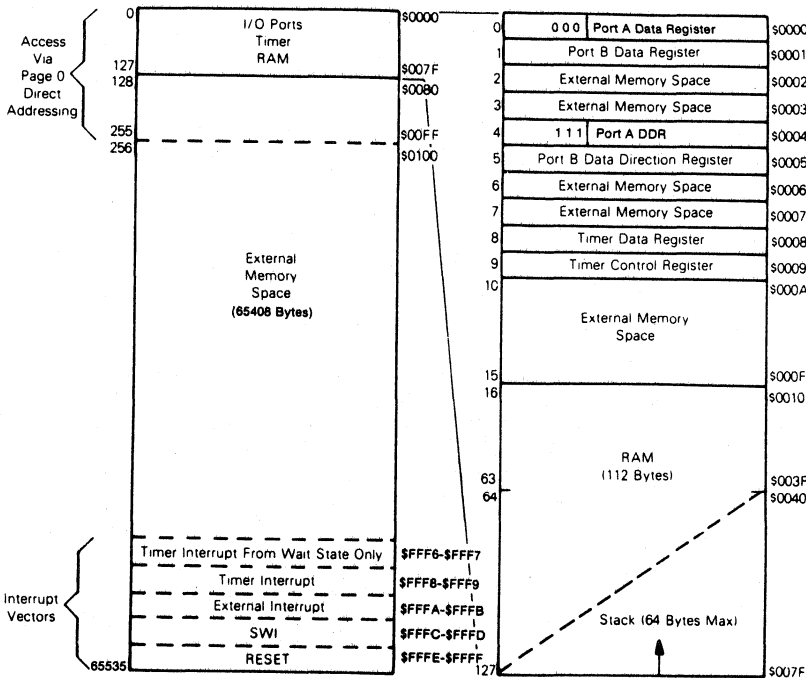 Access
Via
Page 0
Direct
Addressing
0
127
128
255
256
I/O Ports
Timer
RAM
$0000
$007F
$0080
$00FF
$0100
External
Memory
Space
(65408 Bytes)
Interrupt
Vectors
65535
Timer Interrupt From Wait State Only $FFF6-$FFF7
Timer Interrupt $FFF8-$FFF9
External Interrupt $FFFA-$FFFB
SWI $FFFC-$FFFD
RESET $FFFE-$FFFF
0 0 0 0 Port A Data Register $0000
1 Port B Data Register $0001
2 External Memory Space $0002
3 External Memory Space $0003
4 1 1 1 Port A DDR $0004
5 Port B Data Direction Register $0005
6 External Memory Space $0006
7 External Memory Space $0007
8 Timer Data Register $0008
9 Timer Control Register $0009
10 $000A
External Memory
Space
15 $000F
16 $0010
RAM
(112 Bytes)
63 $003F
64 $0040
Stack (64 Bytes Max)
127 $007F